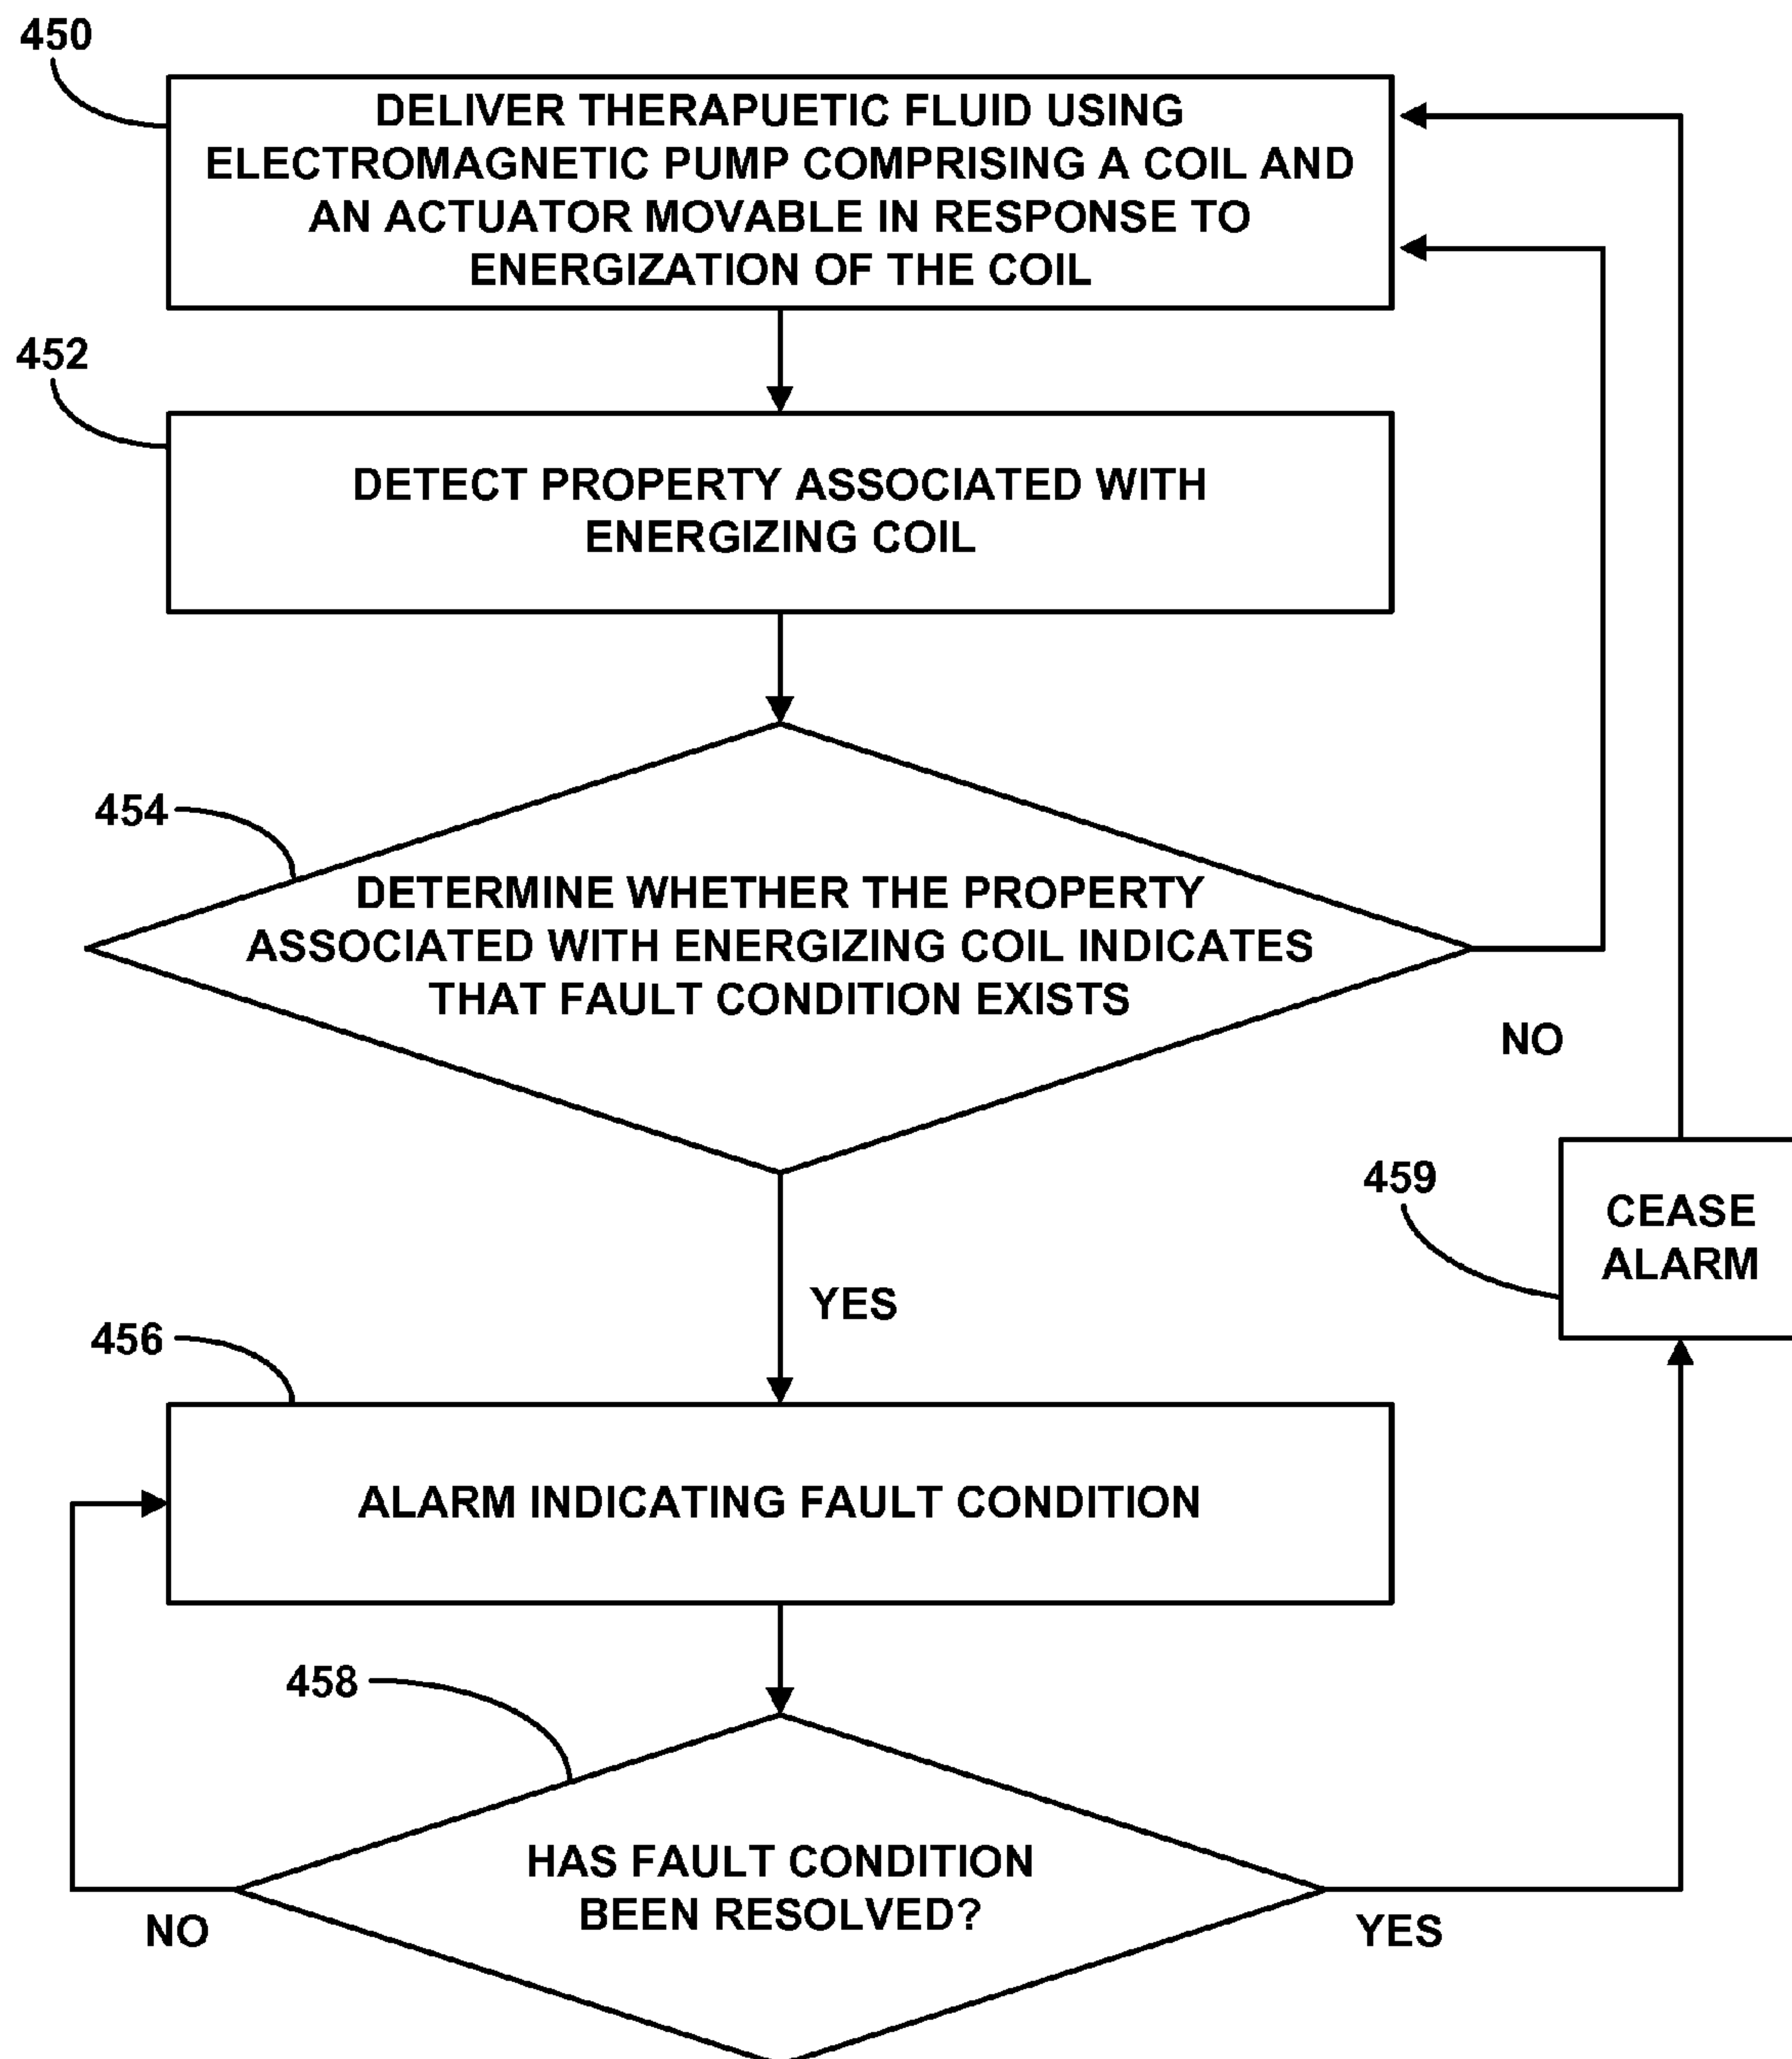 450
DELIVER THERAPUETIC FLUID USING
ELECTROMAGNETIC PUMP COMPRISING A COIL AND
AN ACTUATOR MOVABLE IN RESPONSE TO
ENERGIZATION OF THE COIL
452
DETECT PROPERTY ASSOCIATED WITH
ENERGIZING COIL
454
DETERMINE WHETHER THE PROPERTY
ASSOCIATED WITH ENERGIZING COIL INDICATES
THAT FAULT CONDITION EXISTS
NO
459
CEASE
ALARM
YES
456
ALARM INDICATING FAULT CONDITION
458
HAS FAULT CONDITION
BEEN RESOLVED?
NO
YES